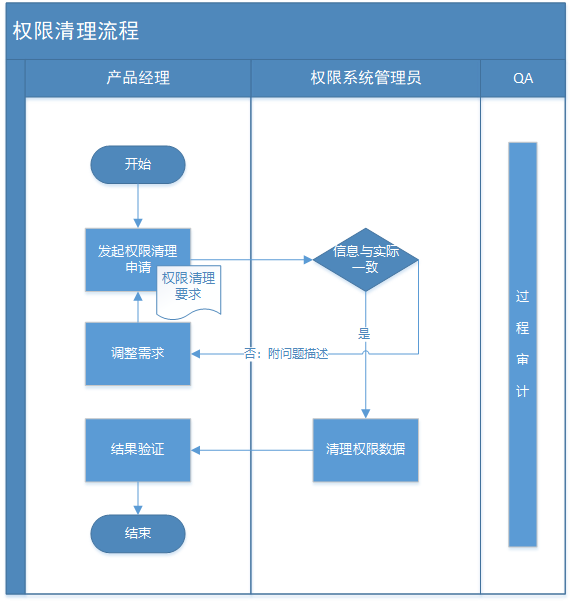 权限清理流程
产品经理
权限系统管理员
QA
开始
发起权限清理
申请
权限清理
要求
信息与实际
一致
是
否：附问题描述
调整需求
清理权限数据
结果验证
结束
过
程
审
计